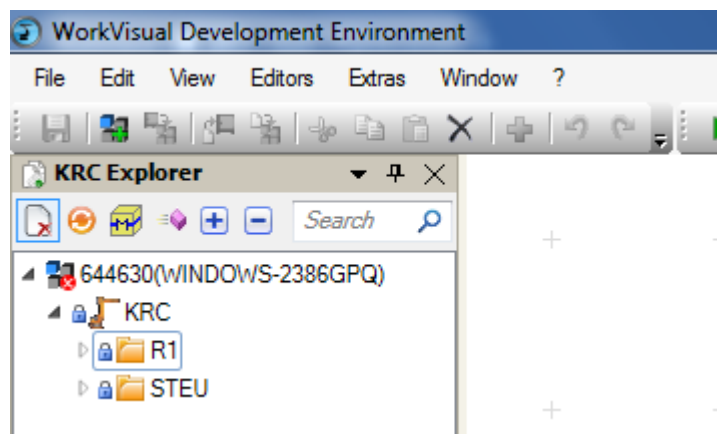 WorkVisual Development Environment
File Edit View Editors Extras Window ?
KRC Explorer
Search
644630(WINDOWS-2386GPQ)
KRC
R1
STEU